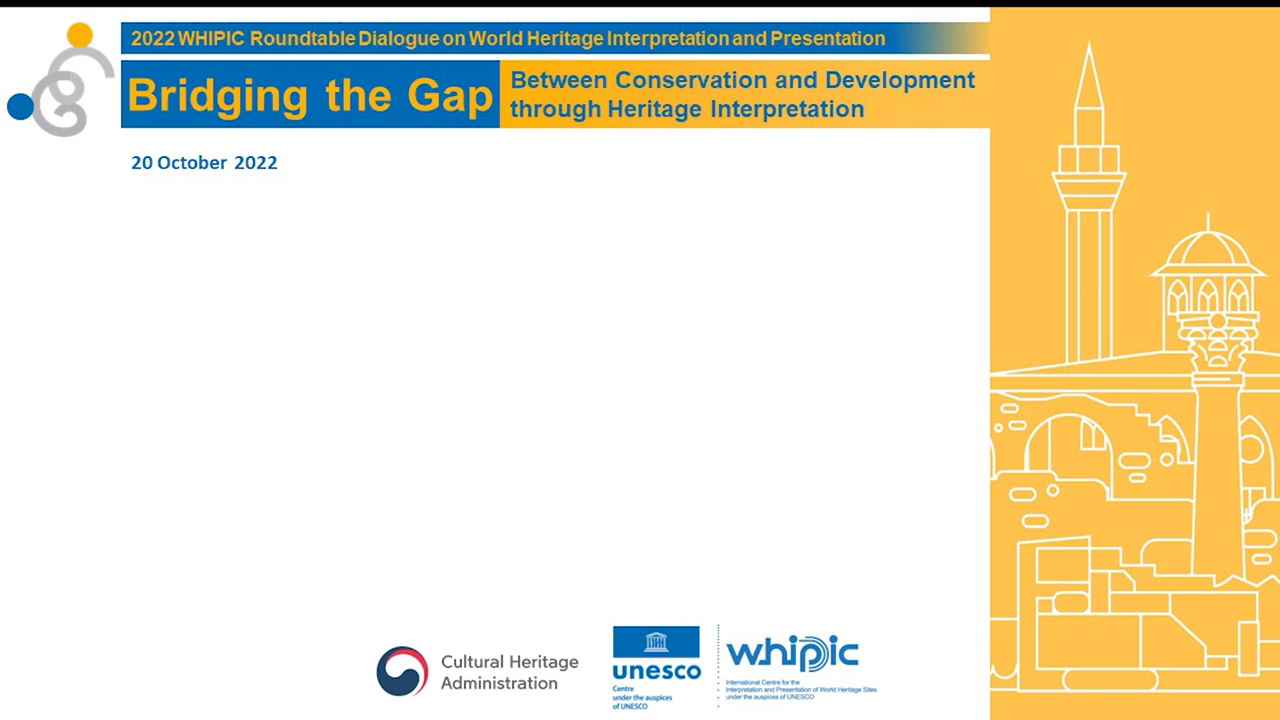 2022 WHIPIC Roundtable Dialogue on World Heritage Interpretation and Presentation
Bridging the Gap
Between Conservation and Development
through Heritage Interpretation
20 October 2022
Cultural Heritage
Administration
unesco
Centre
under the auspices
of UNESCO
whipic
International Centre for the
Interpretation and Presentation of World Heritage Sites
under the auspices of UNESCO